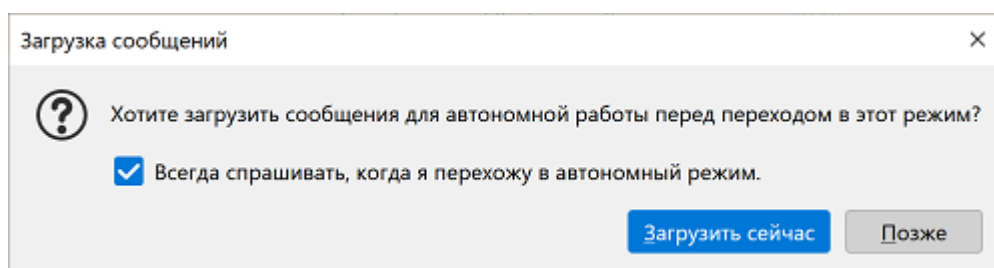 Загрузка сообщений
Хотите загрузить сообщения для автономной работы перед переходом в этот режим?
Всегда спрашивать, когда я перехожу в автономный режим.
Загрузить сейчас
Позже